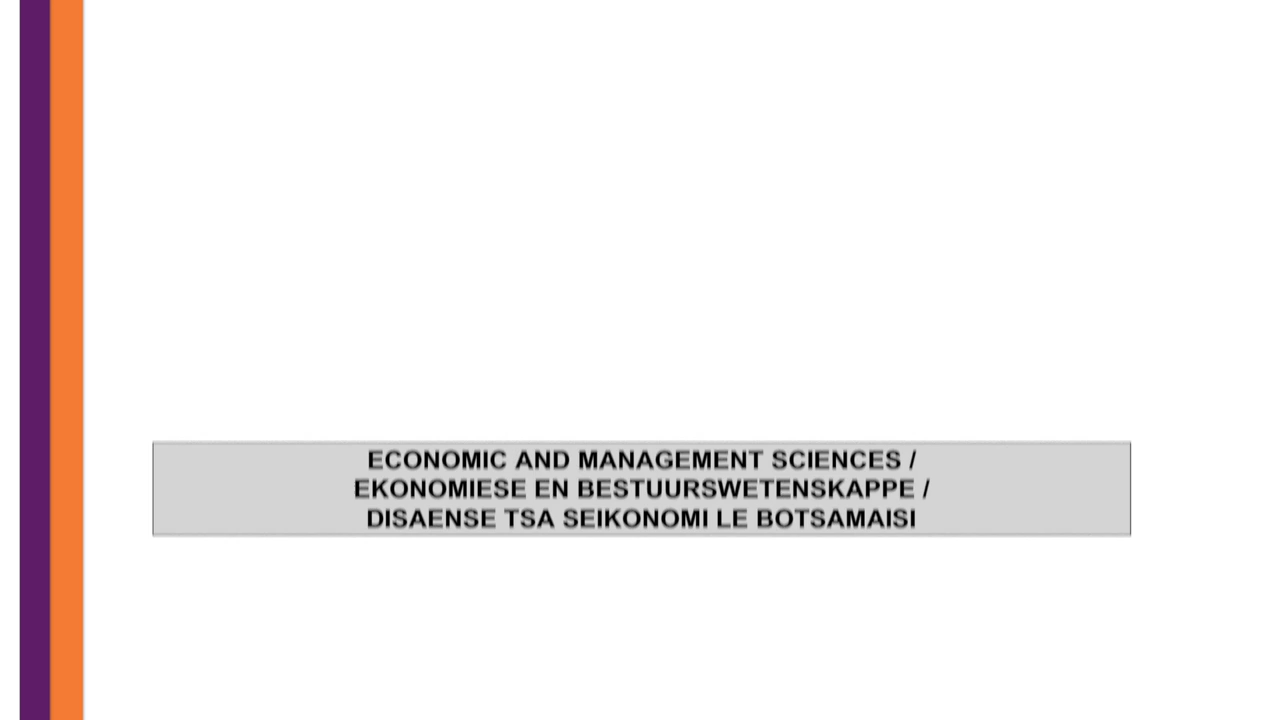 ECONOMIC AND MANAGEMENT SCIENCES /
EKONOMIESE EN BESTUURSWETENSKAPPE /
DISAENSE TSA SEIKONOMI LE BOTSAMAISI